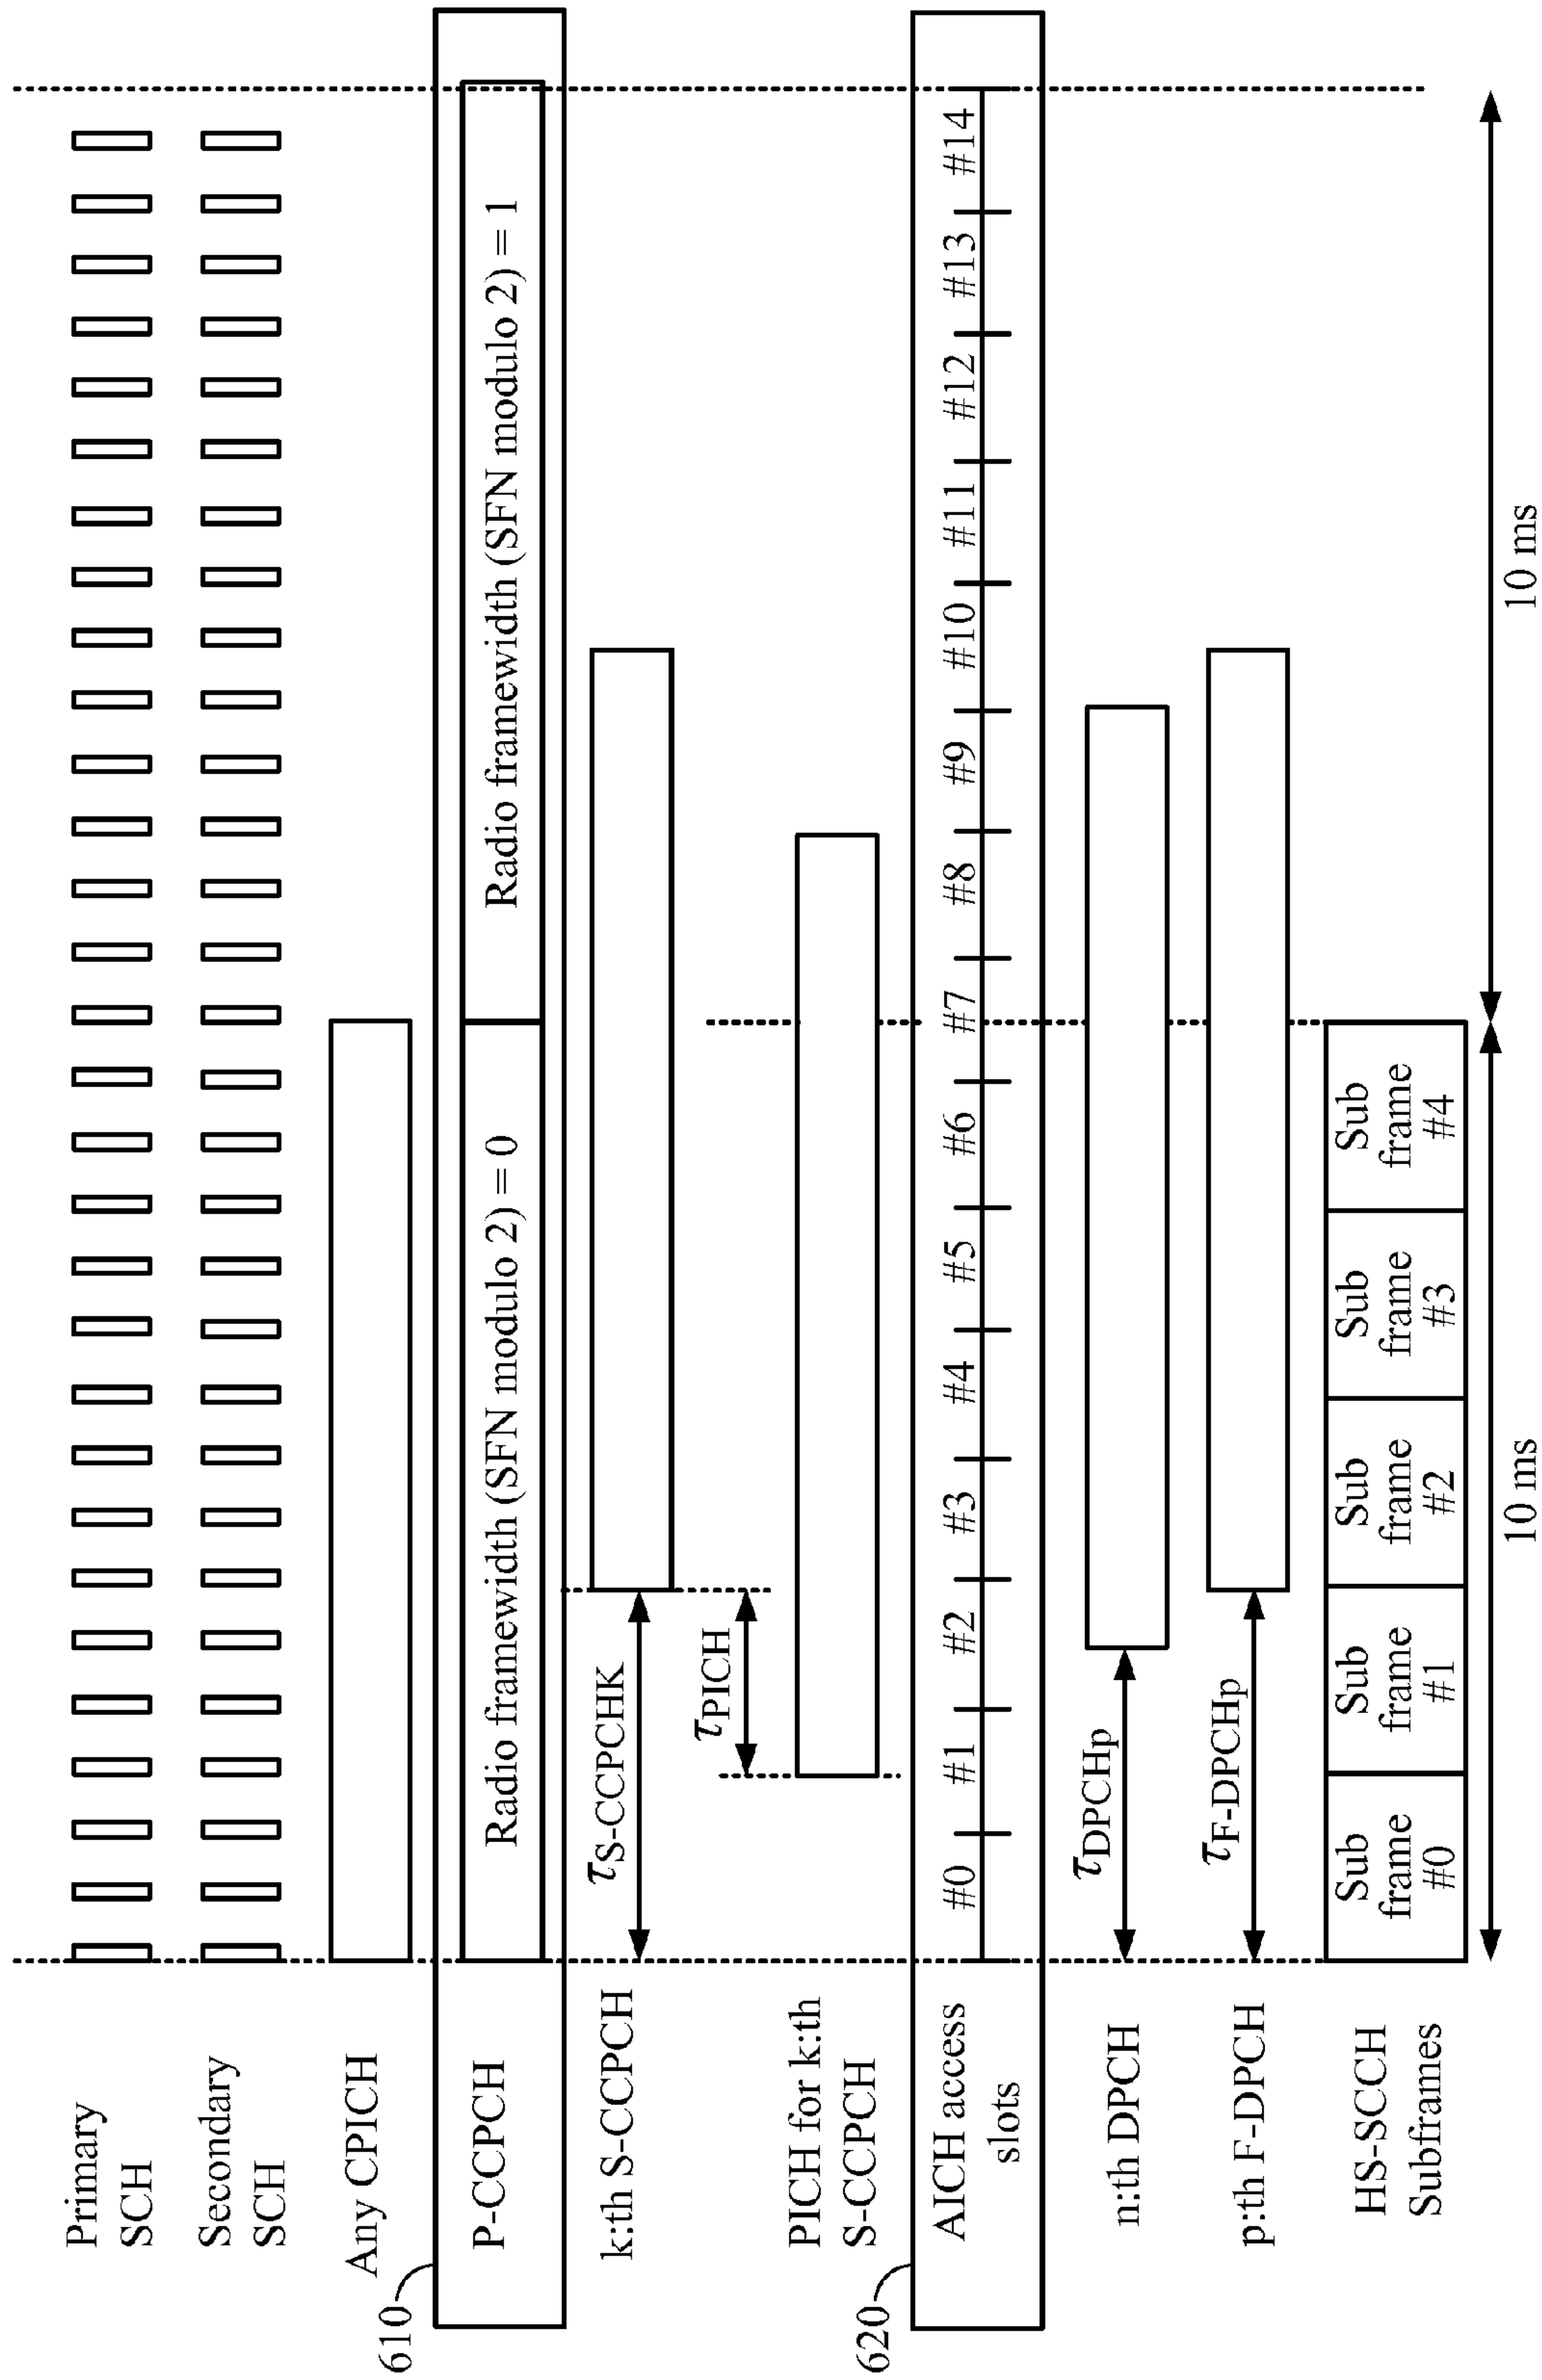 Primary
SCH
Secondary
SCH
Any CPICH
610
P-CCPCH
Radio framewidth (SFN modulo 2) = 0
Radio framewidth (SFN modulo 2) = 1
k:th S-CCPCH
τS-CCPCHK
τPICH
PICH for k:th
S-CCPCH
620
AICH access
slots
#0 #1 #2 #3 #4 #5 #6 #7 #8 #9 #10 #11 #12 #13 #14
n:th DPCH
τDPCHp
p:th F-DPCH
τF-DPCHp
HS-SCCH
Subframes
Sub
frame
#0
Sub
frame
#1
Sub
frame
#2
Sub
frame
#3
Sub
frame
#4
10 ms
10 ms